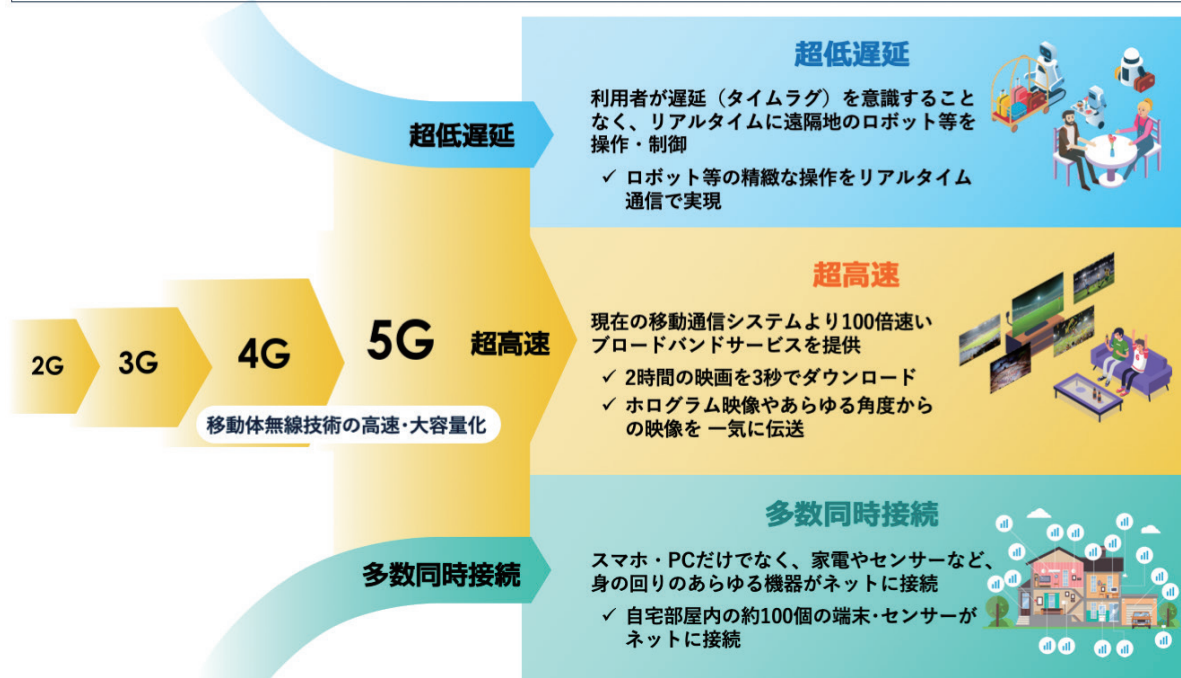 超低遅延
超低遅延
利用者が遅延（タイムラグ）を意識すること
なく、リアルタイムに遠隔地のロボット等を
操作・制御
✓ ロボット等の精緻な操作をリアルタイム
通信で実現
2G
3G
4G
5G
超高速
移動体無線技術の高速･大容量化
超高速
現在の移動通信システムより100倍速い
ブロードバンドサービスを提供
✓ 2時間の映画を3秒でダウンロード
✓ ホログラム映像やあらゆる角度から
の映像を 一気に伝送
多数同時接続
多数同時接続
スマホ・PCだけでなく、家電やセンサーなど、
身の回りのあらゆる機器がネットに接続
✓ 自宅部屋内の約100個の端末･センサーが
ネットに接続